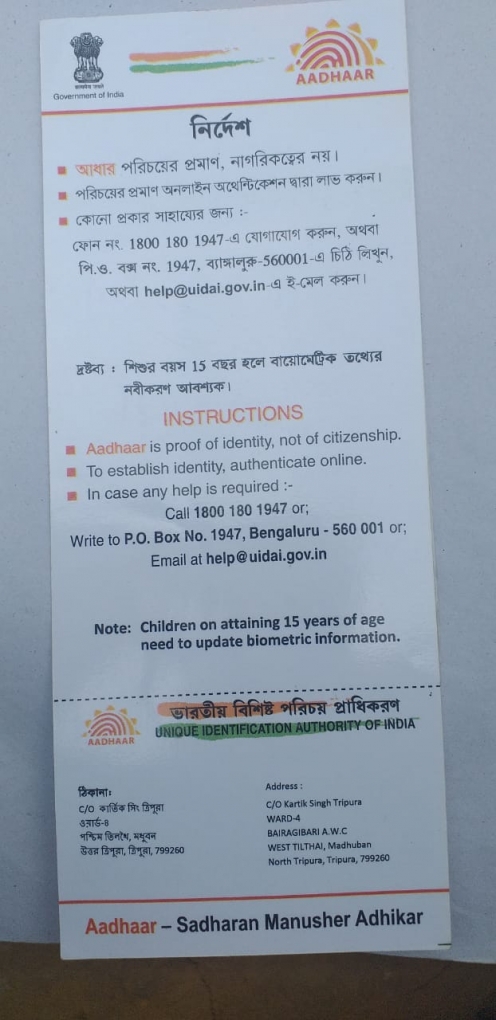 सत्यमेव जयते
Government of India
AADHAAR
নির্দেশ
আধার পরিচয়ের প্রমাণ, নাগরিকত্বের নয়।
পরিচয়ের প্রমাণ অনলাইন অথেন্টিকেশন দ্বারা লাভ করুন।
কোনো প্রকার সাহায্যের জন্য :-
ফোন নং. 1800 180 1947-এ যোগাযোগ করুন, অথবা
পি.ও. বক্স নং. 1947, ব্যাঙ্গালুরু-560001-এ চিঠি লিখুন,
অথবা help@uidai.gov.in-এ ই-মেল করুন।
দ্রষ্টব্য : শিশুর বয়স 15 বছর হলে বায়োমেট্রিক তথ্যের
নবীকরণ আবশ্যক।
INSTRUCTIONS
Aadhaar is proof of identity, not of citizenship.
To establish identity, authenticate online.
In case any help is required :-
Call 1800 180 1947 or;
Write to P.O. Box No. 1947, Bengaluru - 560 001 or;
Email at help@uidai.gov.in
Note: Children on attaining 15 years of age
need to update biometric information.
AADHAAR
ভারতীয় বিশিষ্ট পরিচয় প্রাধিকরণ
UNIQUE IDENTIFICATION AUTHORITY OF INDIA
ঠিকানা:
C/O কার্তিক সিং ত্রিপুরা
ওয়ার্ড-৪
পশ্চিম তিলথৈ, মধুবন
উত্তর ত্রিপুরা, ত্রিপুরা, 799260
Address :
C/O Kartik Singh Tripura
WARD-4
BAIRAGIBARI A.W.C
WEST TILTHAI, Madhuban
North Tripura, Tripura, 799260
Aadhaar – Sadharan Manusher Adhikar